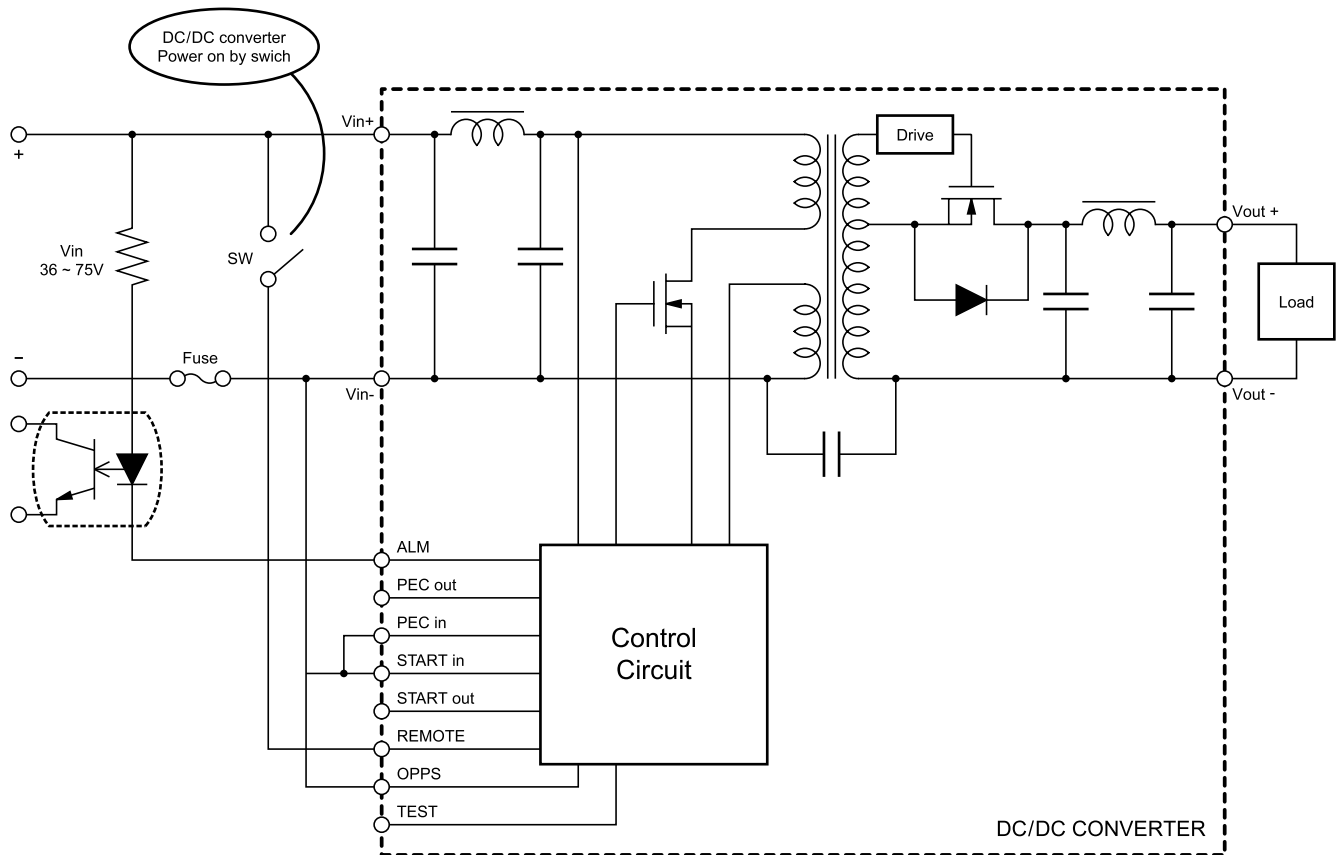 DC/DC converter
Power on by swich
Vin+
+
Drive
Vout +
Vin
36 ~ 75V
SW
Load
–
Fuse
Vin-
Vout -
ALM
PEC out
PEC in
START in
START out
REMOTE
OPPS
TEST
Control
Circuit
DC/DC CONVERTER